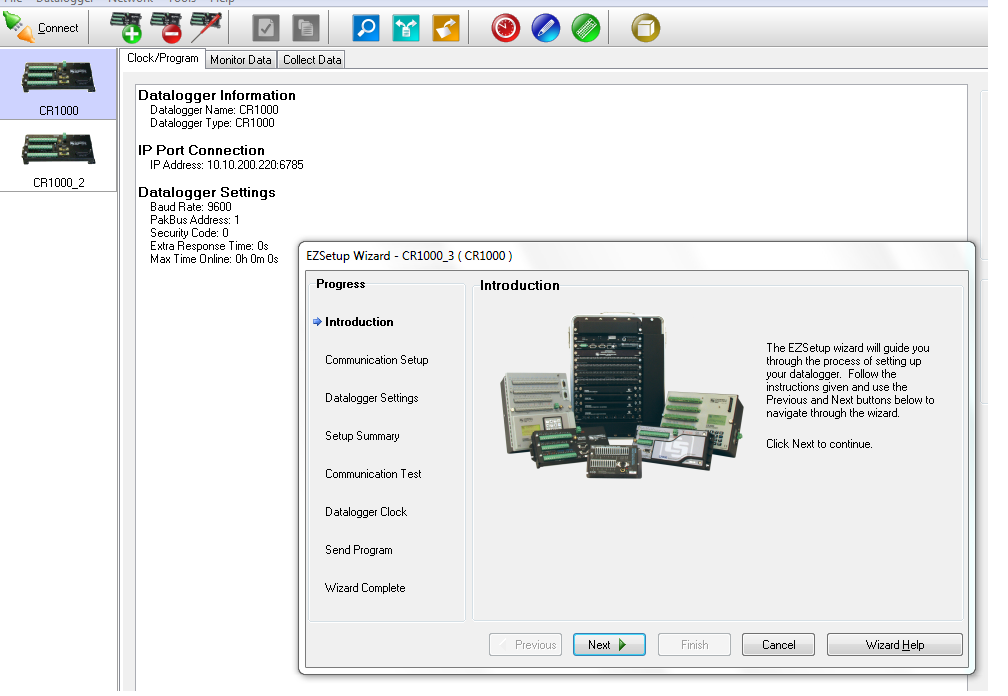 Datalogger
Network
Tools
Help
Connect
CR1000
CR1000_2
Clock/Program
Monitor Data
Collect Data
Datalogger Information
Datalogger Name: CR1000
Datalogger Type: CR1000
IP Port Connection
IP Address: 10.10.200.220:6785
Datalogger Settings
Baud Rate: 9600
PakBus Address: 1
Security Code: 0
Extra Response Time: 0s
Max Time Online: 0h 0m 0s
EZSetup Wizard - CR1000_3 ( CR1000 )
Progress
Introduction
Communication Setup
Datalogger Settings
Setup Summary
Communication Test
Datalogger Clock
Send Program
Wizard Complete
Introduction
The EZSetup wizard will guide you
through the process of setting up
your datalogger. Follow the
instructions given and use the
Previous and Next buttons below to
navigate through the wizard.
Click Next to continue.
Previous
Next
Finish
Cancel
Wizard Help